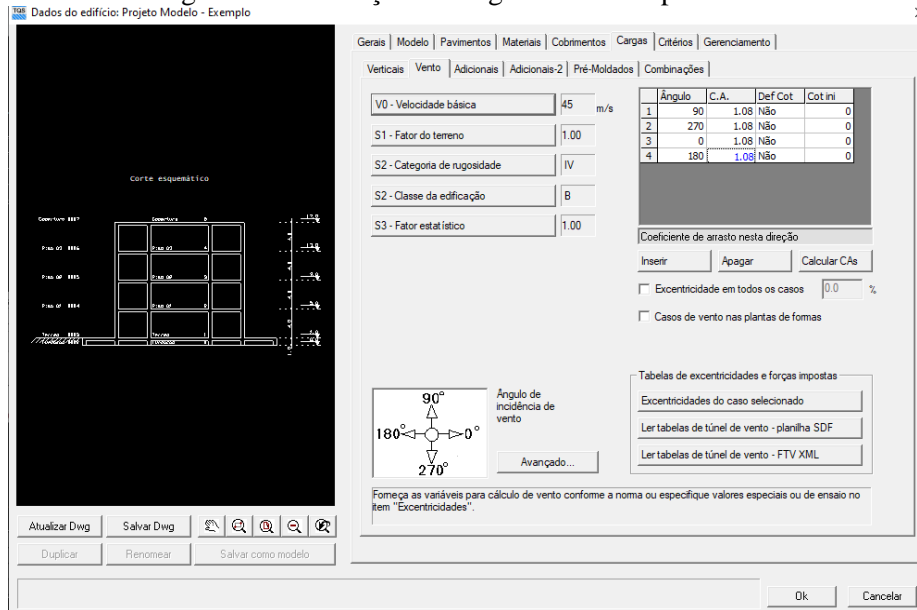 Dados do edifício: Projeto Modelo - Exemplo
Gerais Modelo Pavimentos Materiais Cobrimentos Cargas Critérios Gerenciamento
Verticais Vento Adicionais Adicionais-2 Pré-Moldados Combinações
V0 - Velocidade básica 45 m/s
S1 - Fator do terreno 1.00
S2 - Categoria de rugosidade IV
S2 - Classe da edificação B
S3 - Fator estatístico 1.00
Ângulo C.A. Def Cot Cot ini
1 90 1.08 Não 0
2 270 1.08 Não 0
3 0 1.08 Não 0
4 180 1.08 Não 0
Coeficiente de arrasto nesta direção
Inserir Apagar Calcular CAs
Excentricidade em todos os casos 0.0 %
Casos de vento nas plantas de formas
Tabelas de excentricidades e forças impostas
Excentricidades do caso selecionado
Ler tabelas de túnel de vento - planilha SDF
Ler tabelas de túnel de vento - FTV XML
90°
180° 0°
270°
Ângulo de
incidência de
vento
Avançado...
Forneça as variáveis para cálculo de vento conforme a norma ou especifique valores especiais ou de ensaio no
item "Excentricidades".
Corte esquemático
Cobertura
Atualizar Dwg Salvar Dwg
Duplicar Renomear Salvar como modelo
Ok Cancelar